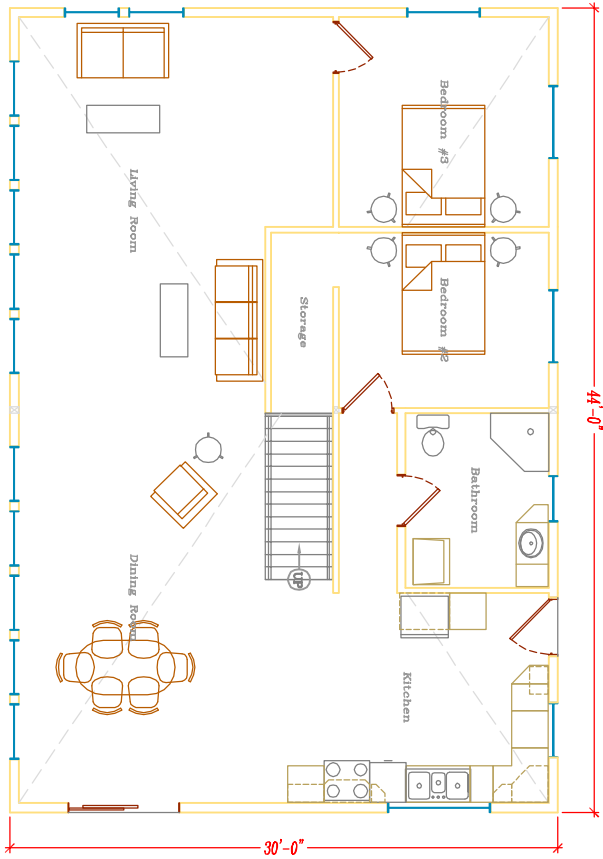 Bedroom #3
Living Room
Bedroom #2
Storage
44'-0"
Bathroom
UP
Dining Room
Kitchen
30'-0"